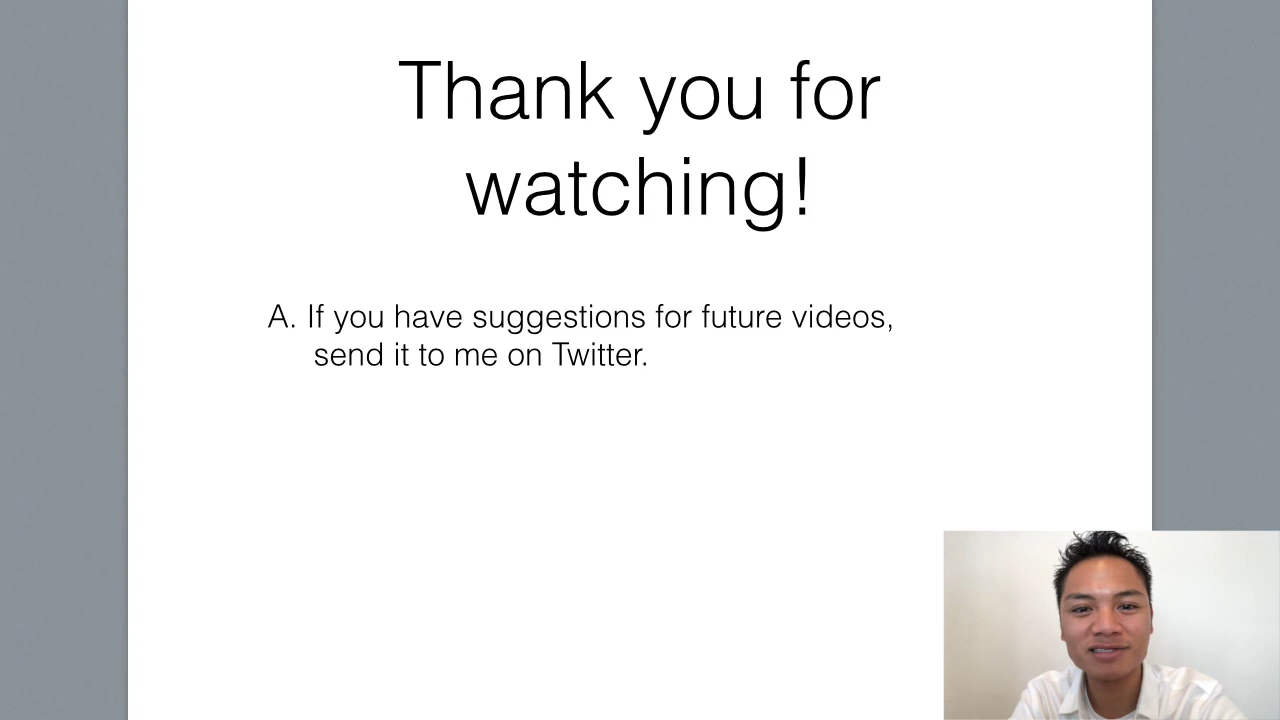 Thank you for
watching!
A. If you have suggestions for future videos,
send it to me on Twitter.